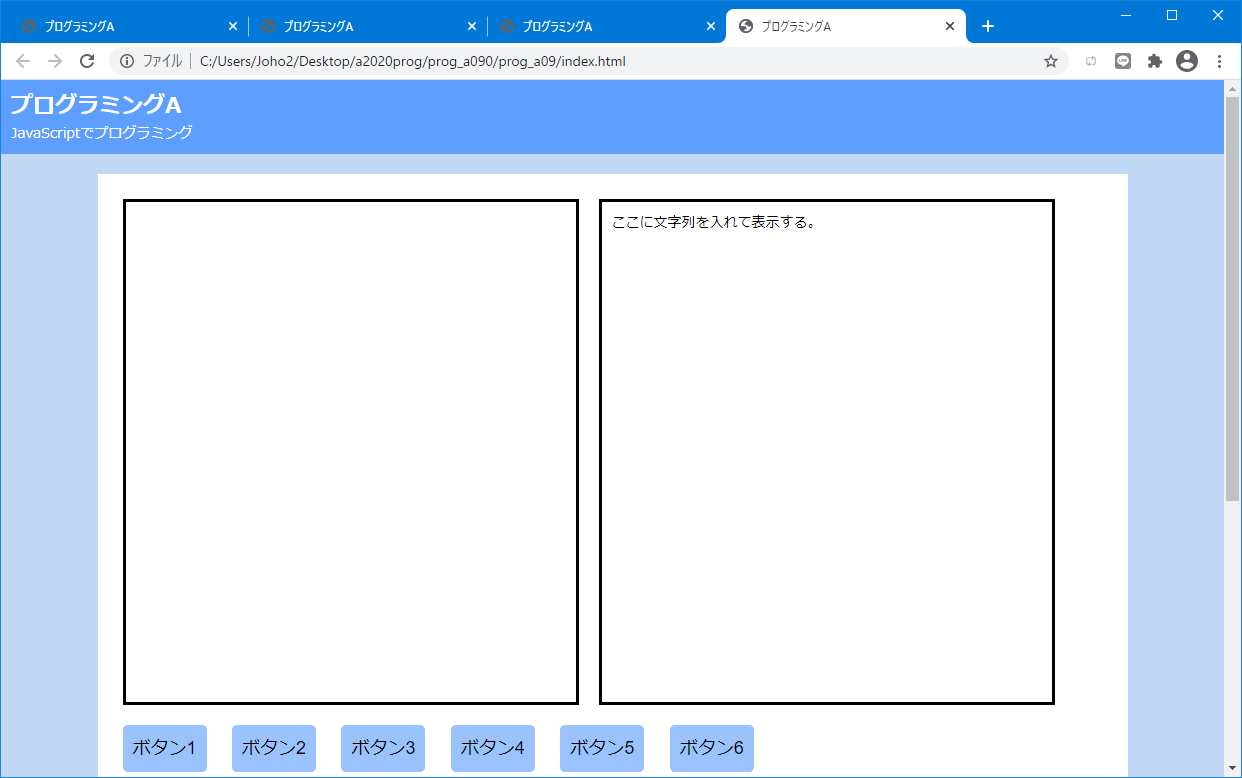 プログラミングA
プログラミングA
プログラミングA
プログラミングA
ファイル C:/Users/Joho2/Desktop/a2020prog/prog_a090/prog_a09/index.html
プログラミングA
JavaScriptでプログラミング
ここに文字列を入れて表示する。
ボタン1 ボタン2 ボタン3 ボタン4 ボタン5 ボタン6